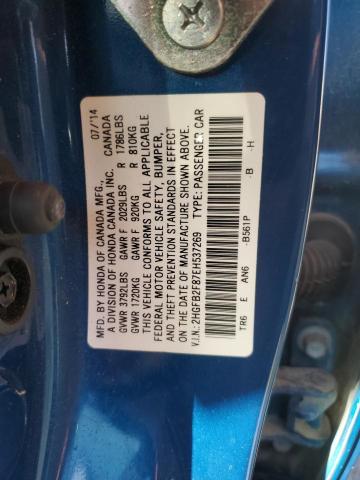 MFD. BY HONDA OF CANADA MFG., 07/'14
A DIVISION OF HONDA CANADA INC. CANADA
GVWR 3792LBS GAWR F 2029LBS R 1786LBS
GVWR 1720KG GAWR F 920KG R 810KG
THIS VEHICLE CONFORMS TO ALL APPLICABLE
FEDERAL MOTOR VEHICLE SAFETY, BUMPER,
AND THEFT PREVENTION STANDARDS IN EFFECT
ON THE DATE OF MANUFACTURE SHOWN ABOVE.
V.I.N.:2HGFB2F87EH537269 TYPE:PASSENGER CAR
TR6 E AN6 -B561P -B -H